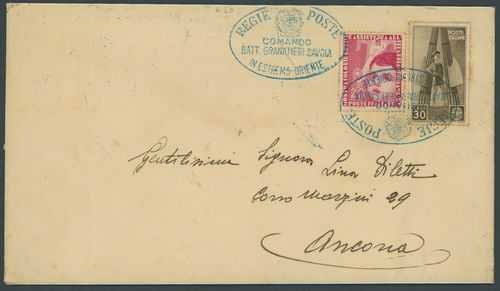 REGIE POSTE
COMANDO
BATT. GRANATIERI SAVOIA
IN ESTREMO ORIENTE
POSTE
ITALIANE
30
REGIE POSTE
Gentilissima Signora Lina Diletti
Corso Mazzini 29
Ancona